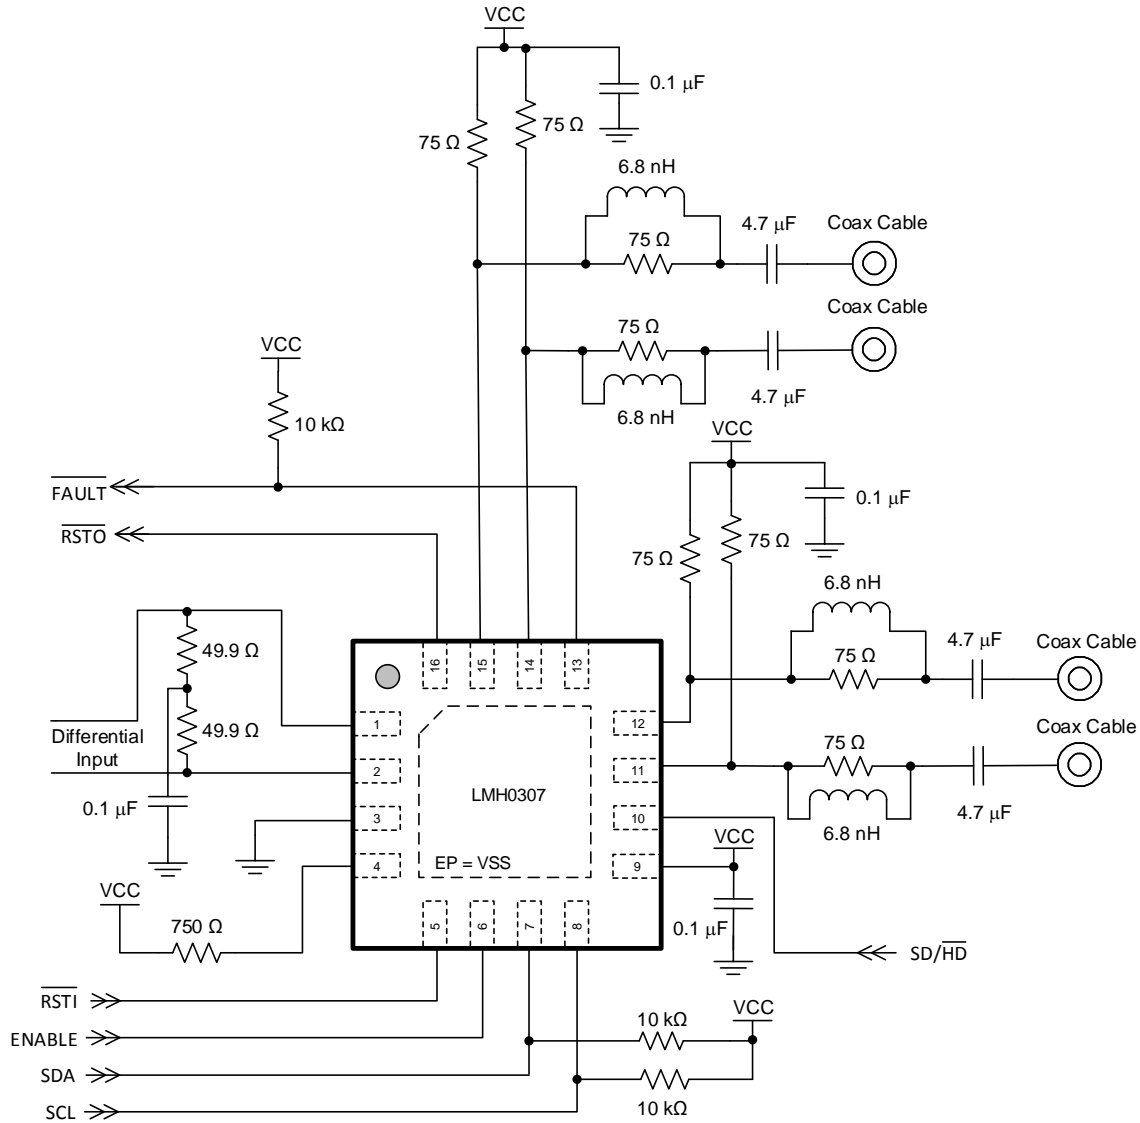 VCC
0.1 μF
75 Ω
75 Ω
6.8 nH
4.7 μF
Coax Cable
75 Ω
Coax Cable
75 Ω
4.7 μF
6.8 nH
VCC
10 kΩ
VCC
FAULT
0.1 μF
RSTO
75 Ω
75 Ω
6.8 nH
4.7 μF
Coax Cable
75 Ω
49.9 Ω
16
15
14
13
Differential
Input
49.9 Ω
1
12
Coax Cable
75 Ω
2
11
LMH0307
4.7 μF
0.1 μF
3
10
6.8 nH
VCC
4
EP = VSS
9
VCC
750 Ω
5
6
7
8
0.1 μF
SD/HD
RSTI
ENABLE
10 kΩ
VCC
SDA
10 kΩ
SCL